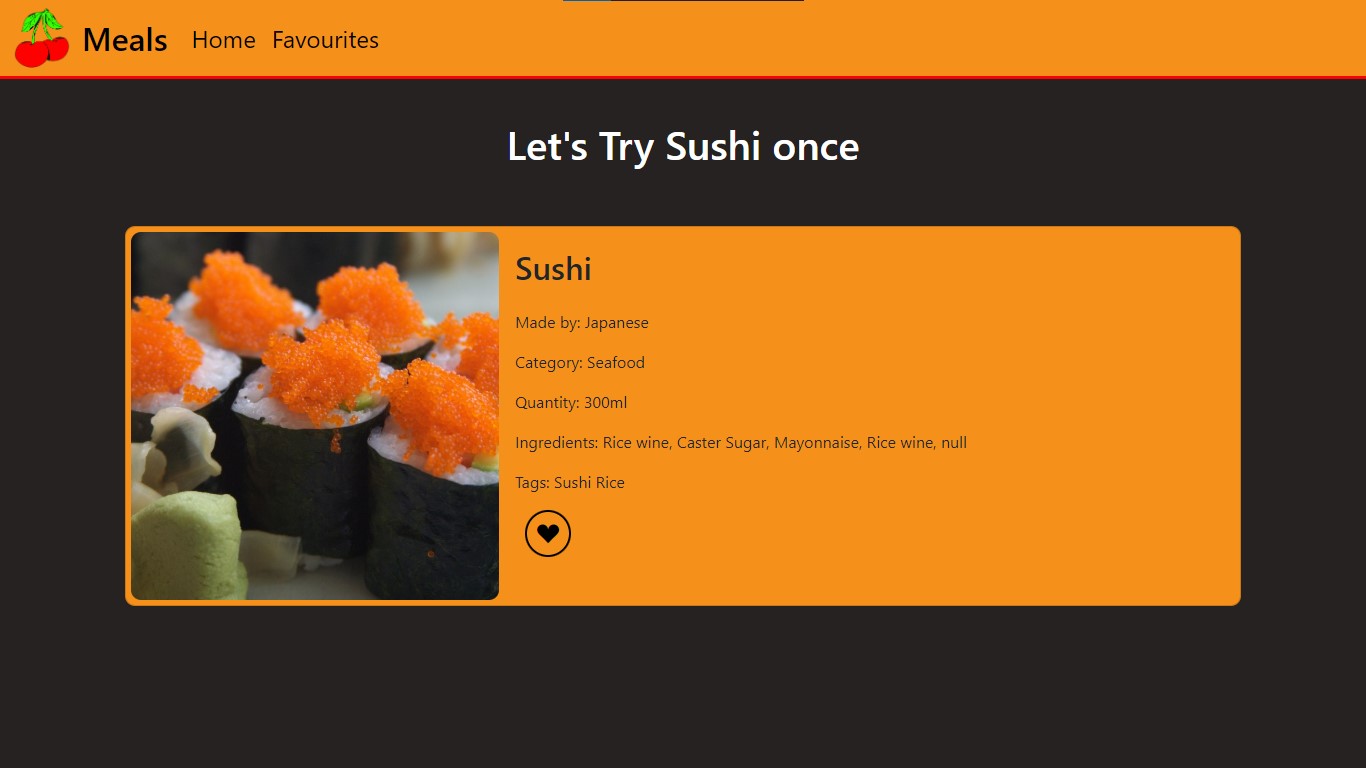 Meals Home Favourites
Let's Try Sushi once
Sushi
Made by: Japanese
Category: Seafood
Quantity: 300ml
Ingredients: Rice wine, Caster Sugar, Mayonnaise, Rice wine, null
Tags: Sushi Rice